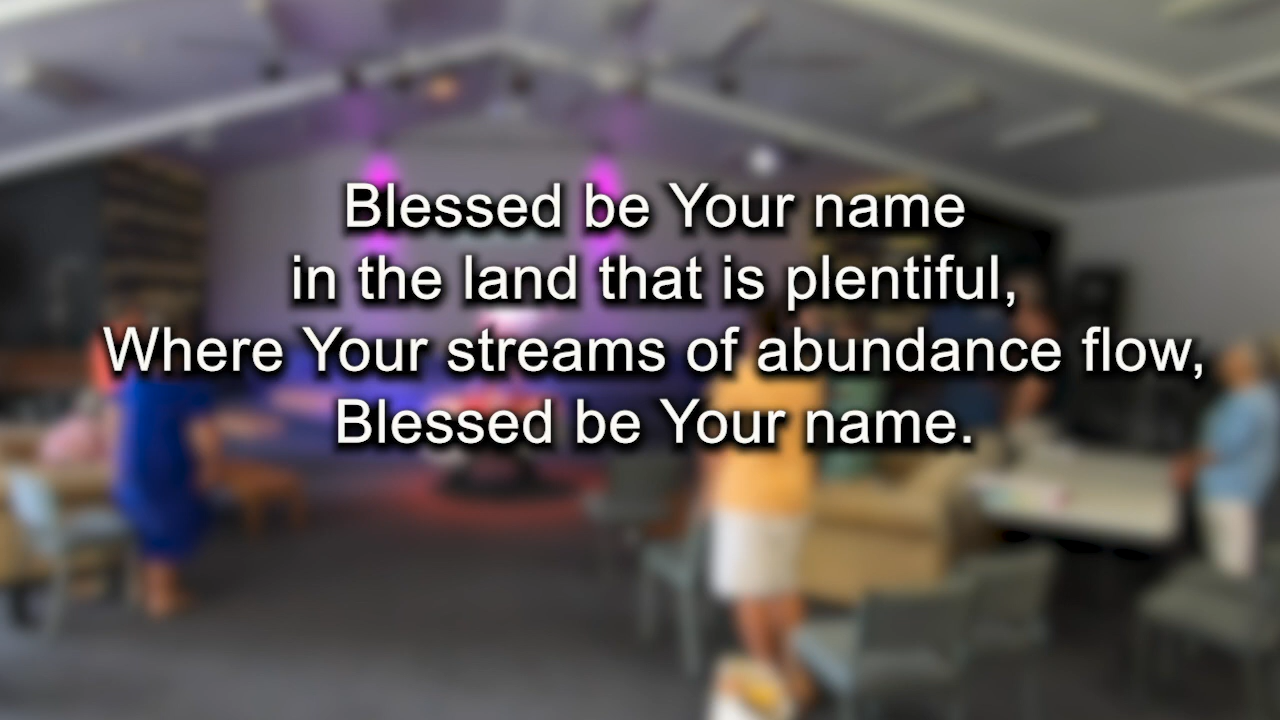 Blessed be Your name
in the land that is plentiful,
Where Your streams of abundance flow,
Blessed be Your name.